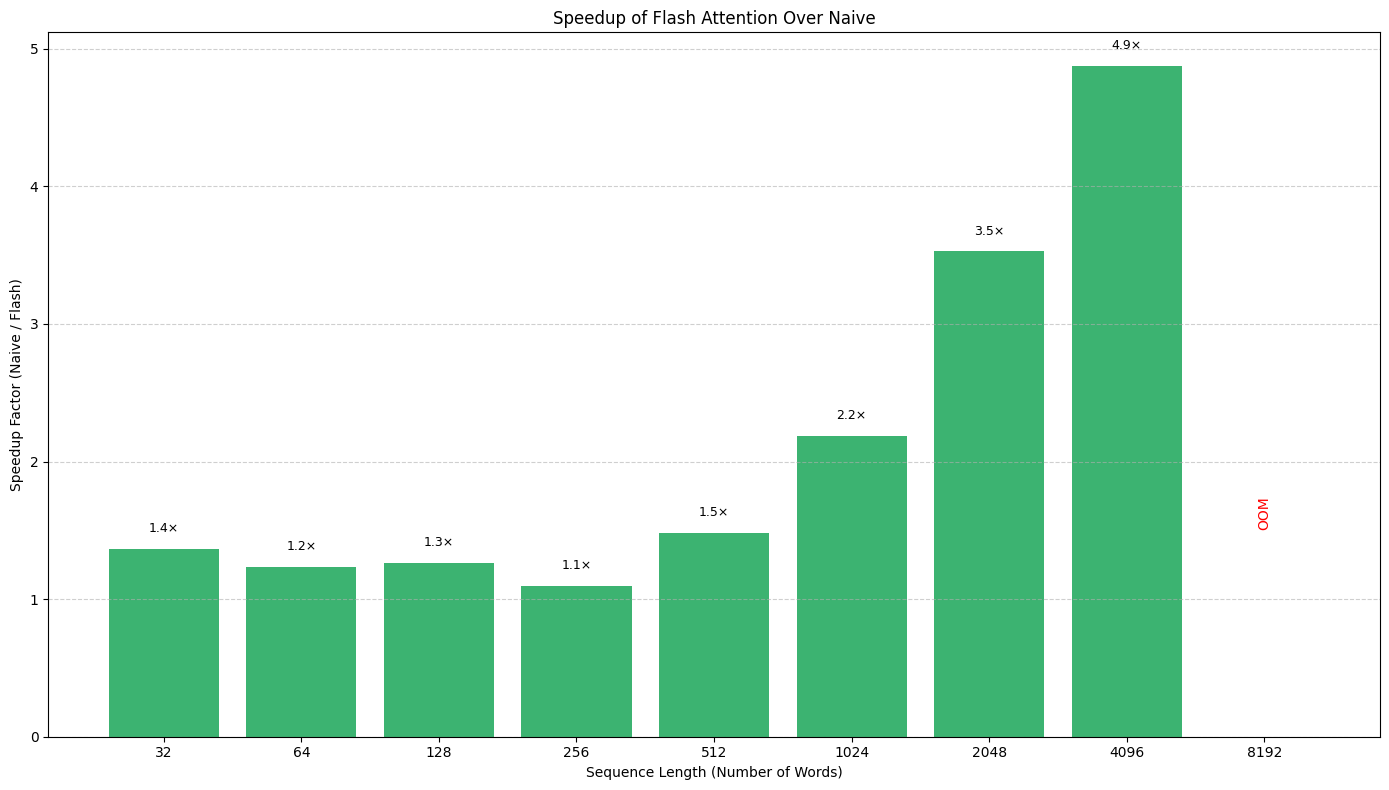 Speedup of Flash Attention Over Naive
Speedup Factor (Naive / Flash)
5
4
3
2
1
0
1.4×
1.2×
1.3×
1.1×
1.5×
2.2×
3.5×
4.9×
OOM
32 64 128 256 512 1024 2048 4096 8192
Sequence Length (Number of Words)